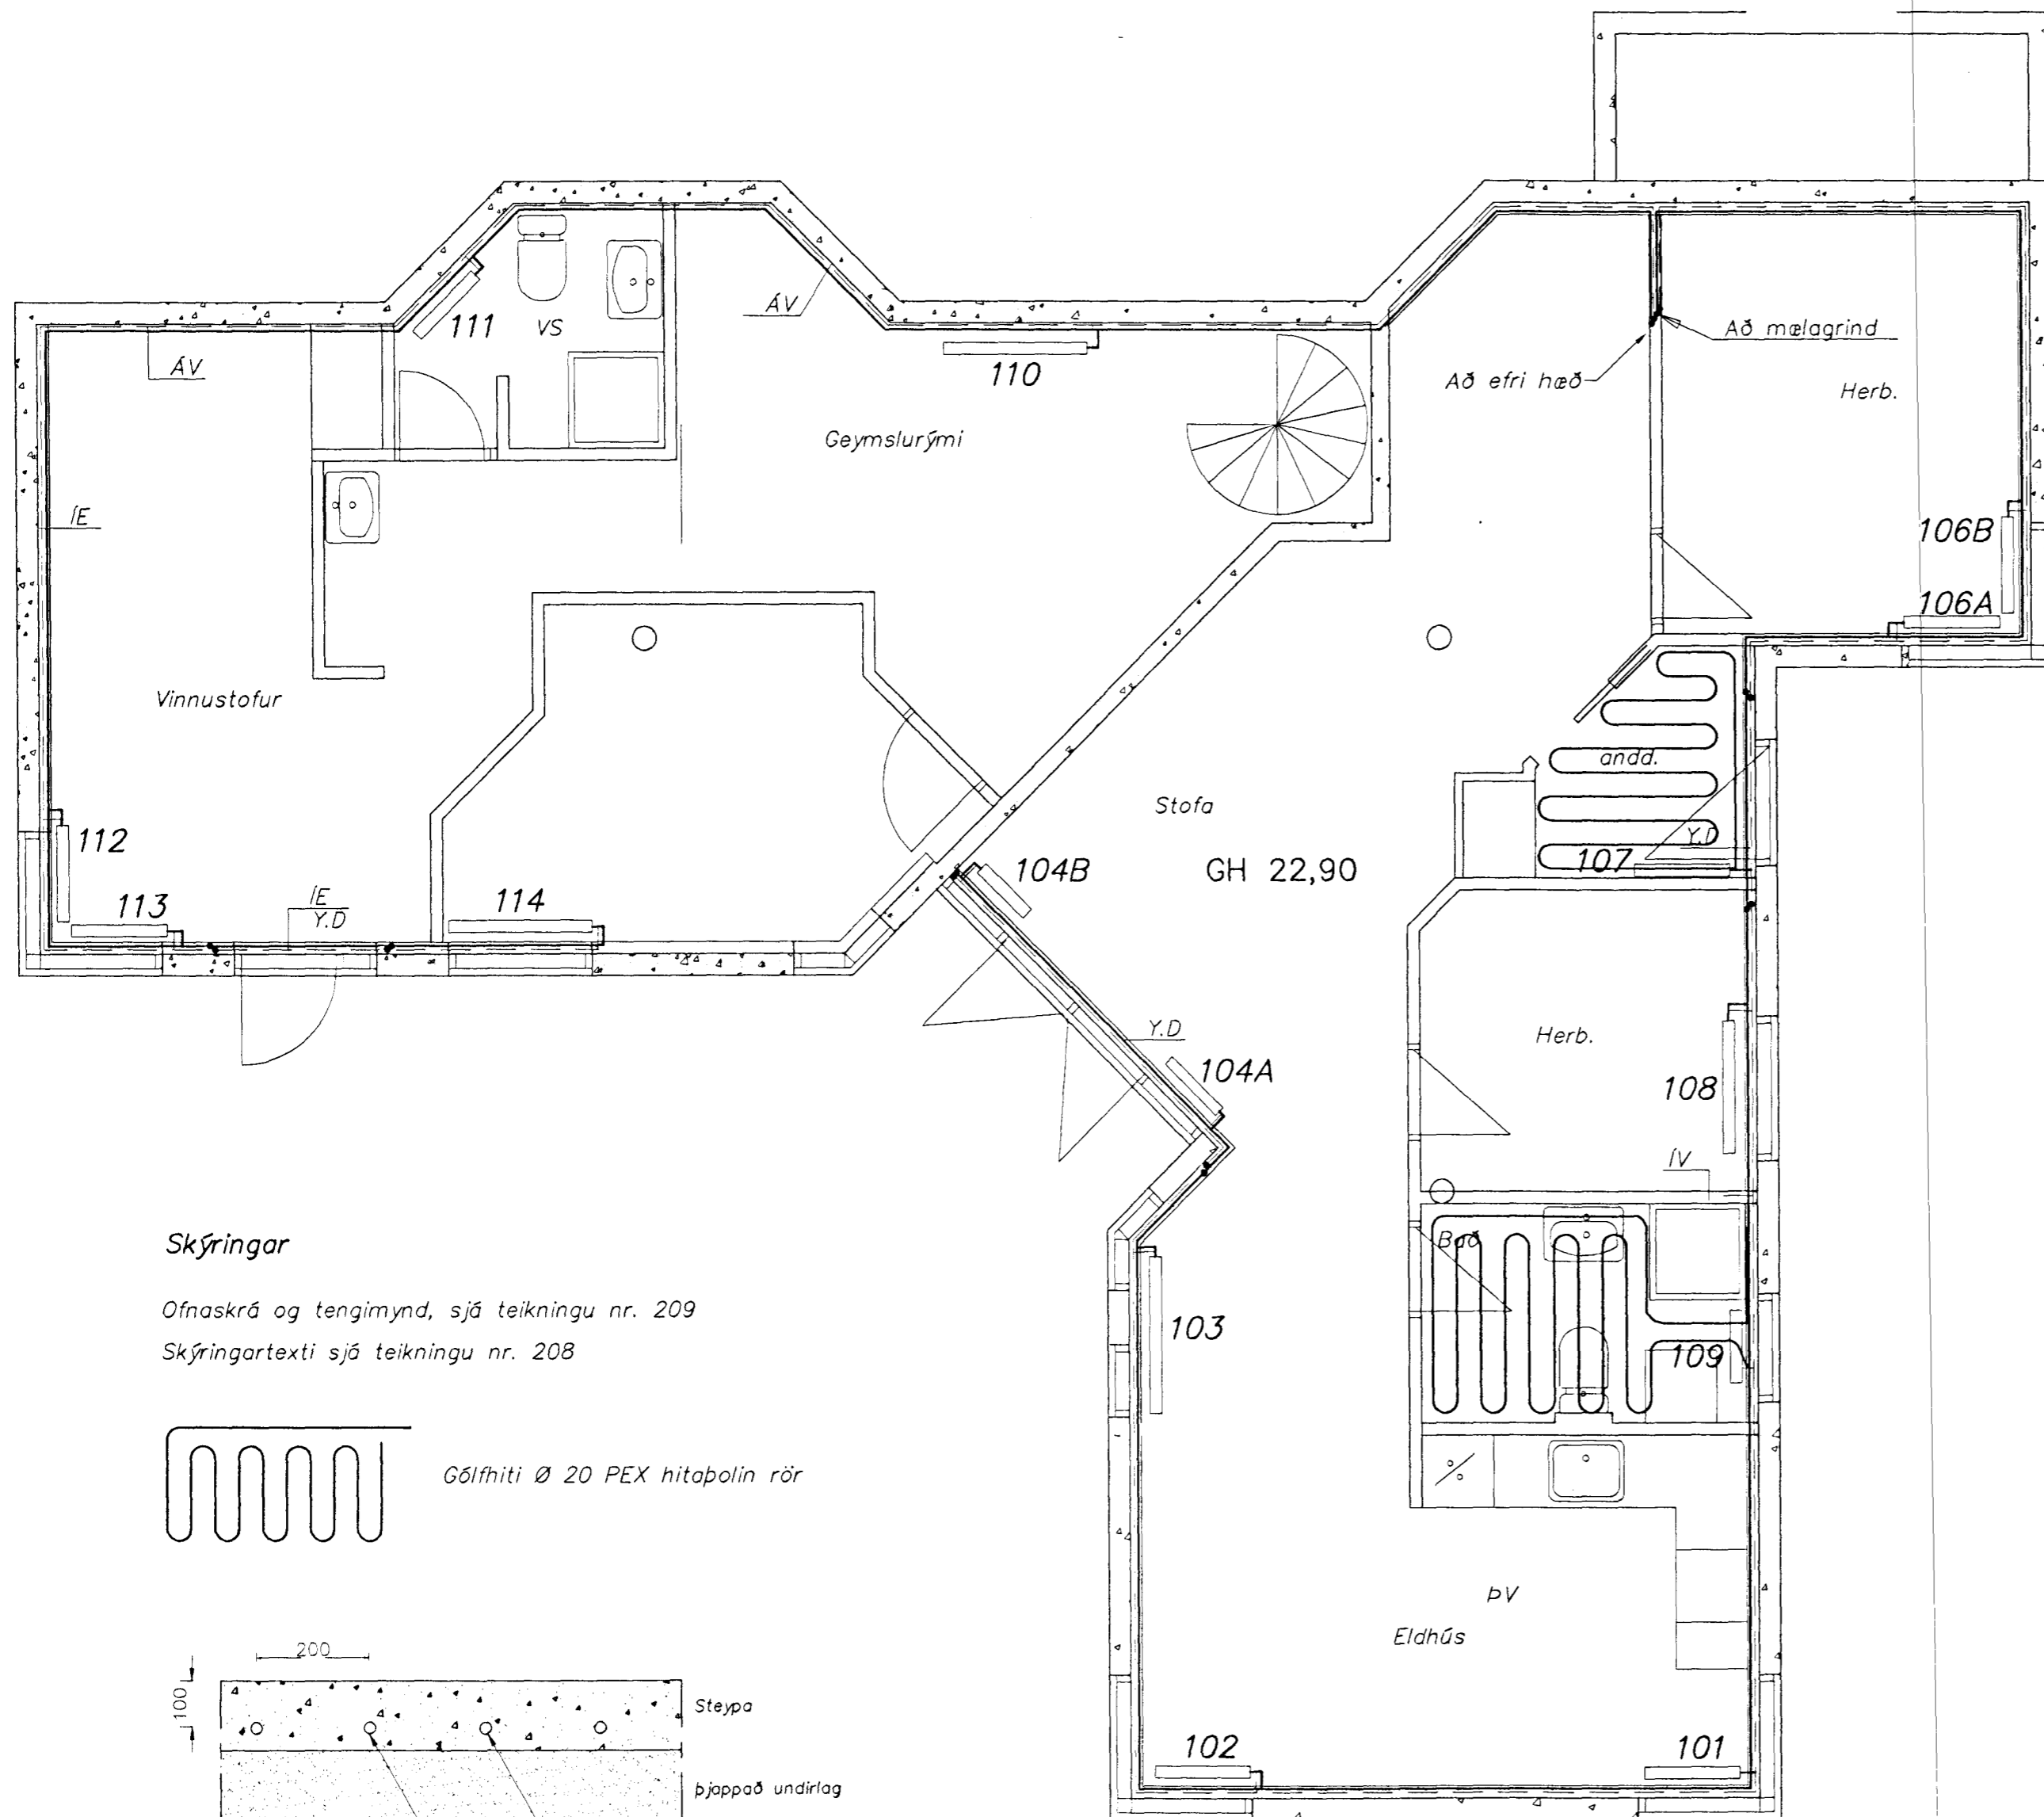 111
VS
ÁV
ÁV
110
Að mælagrind
Að efri hæð
Herb.
Geymslurými
ÍE
106B
106A
Vinnustofur
andd.
Stofa
Y.D
112
104B
GH 22,90
107
113
ÍE
Y.D
114
Y.D
Herb.
104A
108
ÍV
Skýringar
Bað
Ofnaskrá og tengimynd, sjá teikningu nr. 209
103
Skýringartexti sjá teikningu nr. 208
109
Gólfhiti Ø 20 PEX hitaþolin rör
ÞV
Eldhús
200
100
Steypa
102
101
þjappað undirlag